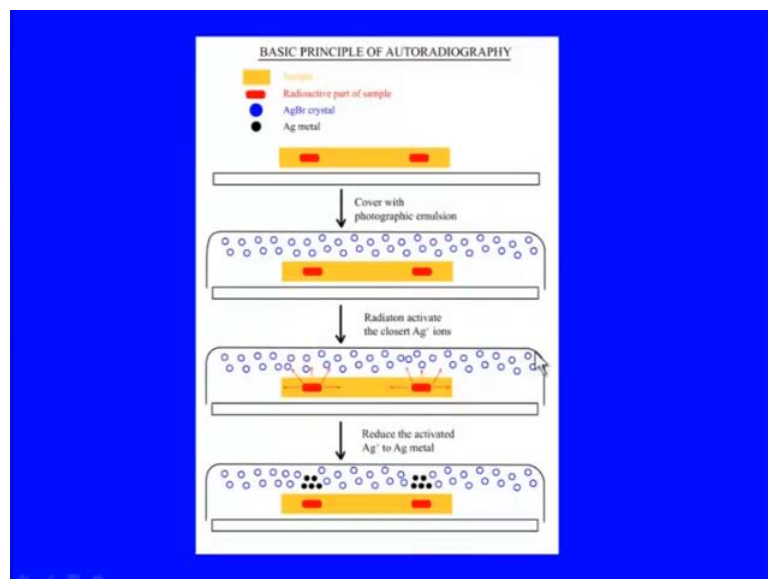 BASIC PRINCIPLE OF AUTORADIOGRAPHY
Sample
Radioactive part of sample
AgBr crystal
Ag metal
Cover with
photographic emulsion
Radiaton activate
the closert Ag⁺ ions
Reduce the activated
Ag⁺ to Ag metal